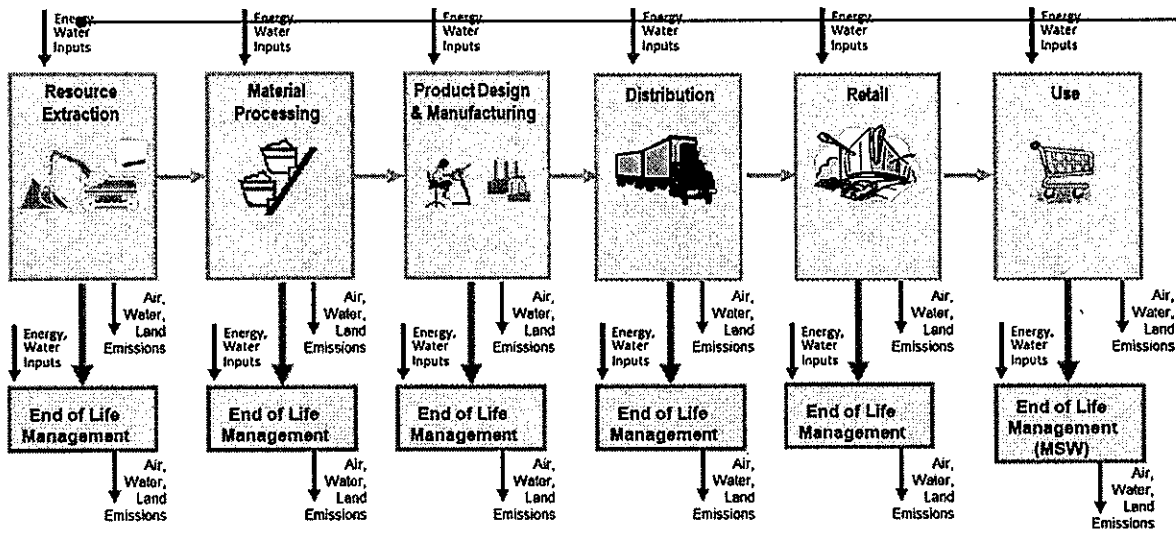 Energy,
Water
Inputs
Energy,
Water
Inputs
Energy,
Water
Inputs
Energy,
Water
Inputs
Energy,
Water
Inputs
Energy,
Water
Inputs
Resource
Extraction
Material
Processing
Product Design
& Manufacturing
Distribution
Retail
Use
Air,
Water,
Land
Emissions
Air,
Water,
Land
Emissions
Air,
Water,
Land
Emissions
Air,
Water,
Land
Emissions
Air,
Water,
Land
Emissions
Air,
Water,
Land
Emissions
Energy,
Water
Inputs
Energy,
Water
Inputs
Energy,
Water
Inputs
Energy,
Water
Inputs
Energy,
Water
Inputs
Energy,
Water
Inputs
End of Life
Management
End of Life
Management
End of Life
Management
End of Life
Management
End of Life
Management
End of Life
Management
(MSW)
Air,
Water,
Land
Emissions
Air,
Water,
Land
Emissions
Air,
Water,
Land
Emissions
Air,
Water,
Land
Emissions
Air,
Water,
Land
Emissions
Air,
Water,
Land
Emissions